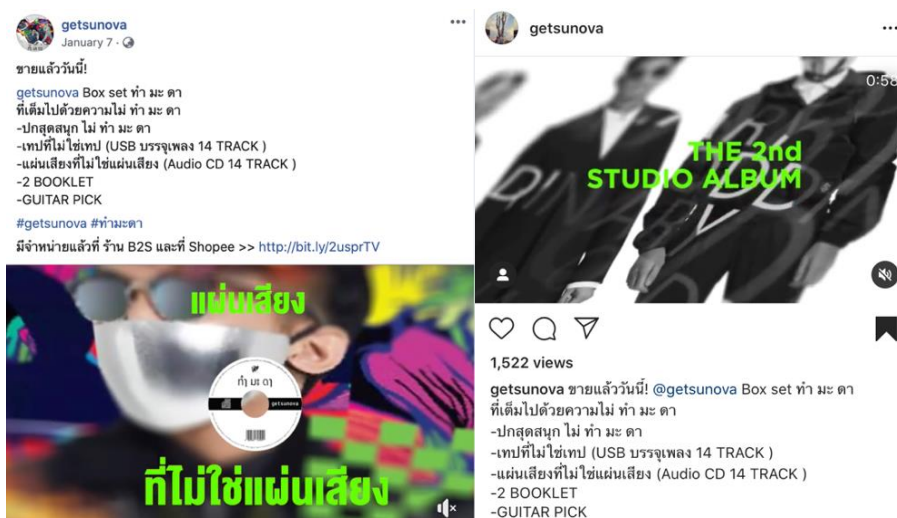 getsunova
January 7 ·
ขายแล้ววันนี้!
getsunova Box set ทำ มะ ดา
ที่เต็มไปด้วยความไม่ ทำ มะ ดา
-ปกสุดสนุก ไม่ ทำ มะ ดา
-เทปที่ไม่ใช่เทป (USB บรรจุเพลง 14 TRACK )
-แผ่นเสียงที่ไม่ใช่แผ่นเสียง (Audio CD 14 TRACK )
-2 BOOKLET
-GUITAR PICK
#getsunova #ทำมะดา
มีจำหน่ายแล้วที่ ร้าน B2S และที่ Shopee >> http://bit.ly/2usprTV
แผ่นเสียง
ทำ มะ ดา
getsunova
ที่ไม่ใช่แผ่นเสียง
getsunova
0:58
THE 2nd
STUDIO ALBUM
1,522 views
getsunova ขายแล้ววันนี้! @getsunova Box set ทำ มะ ดา
ที่เต็มไปด้วยความไม่ ทำ มะ ดา
-ปกสุดสนุก ไม่ ทำ มะ ดา
-เทปที่ไม่ใช่เทป (USB บรรจุเพลง 14 TRACK )
-แผ่นเสียงที่ไม่ใช่แผ่นเสียง (Audio CD 14 TRACK )
-2 BOOKLET
-GUITAR PICK